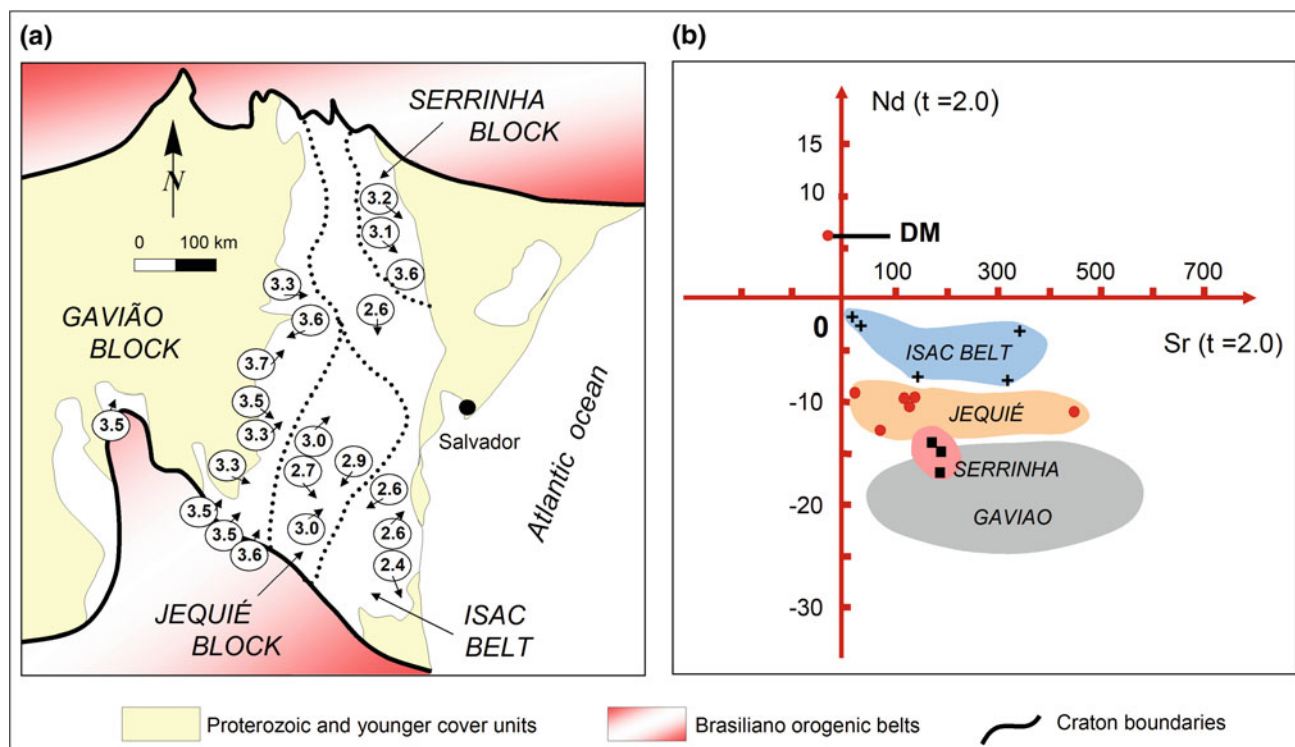 (a)
SERRINHA
BLOCK
N
0 100 km
3.2
3.1
3.6
3.3
2.6
3.6
GAVIÃO
BLOCK
3.7
3.5
3.3
3.5
3.0
Salvador
3.3
2.7
2.9
2.6
3.5
3.5
3.0
2.6
3.6
2.4
JEQUIÉ
BLOCK
ISAC
BELT
Atlantic ocean
(b)
Nd (t =2.0)
15
10
DM
100 300 500 700
0
Sr (t =2.0)
ISAC BELT
-10
JEQUIÉ
SERRINHA
-20
GAVIAO
-30
Proterozoic and younger cover units
Brasiliano orogenic belts
Craton boundaries